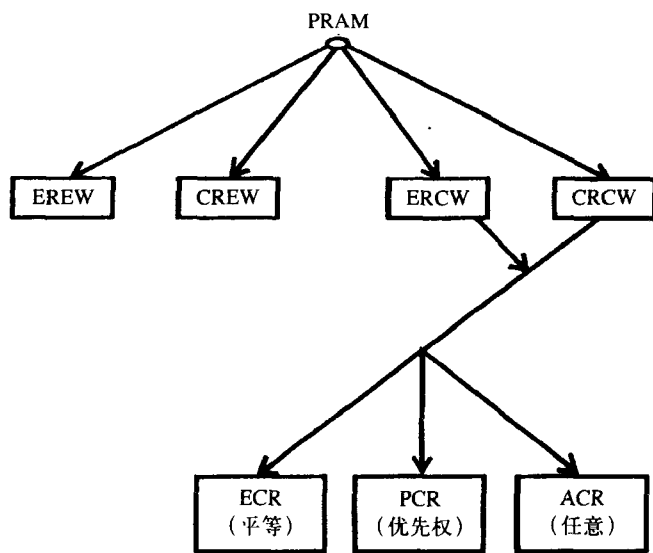 PRAM
EREW
CREW
ERCW
CRCW
ECR
(平等)
PCR
(优先权)
ACR
(任意)